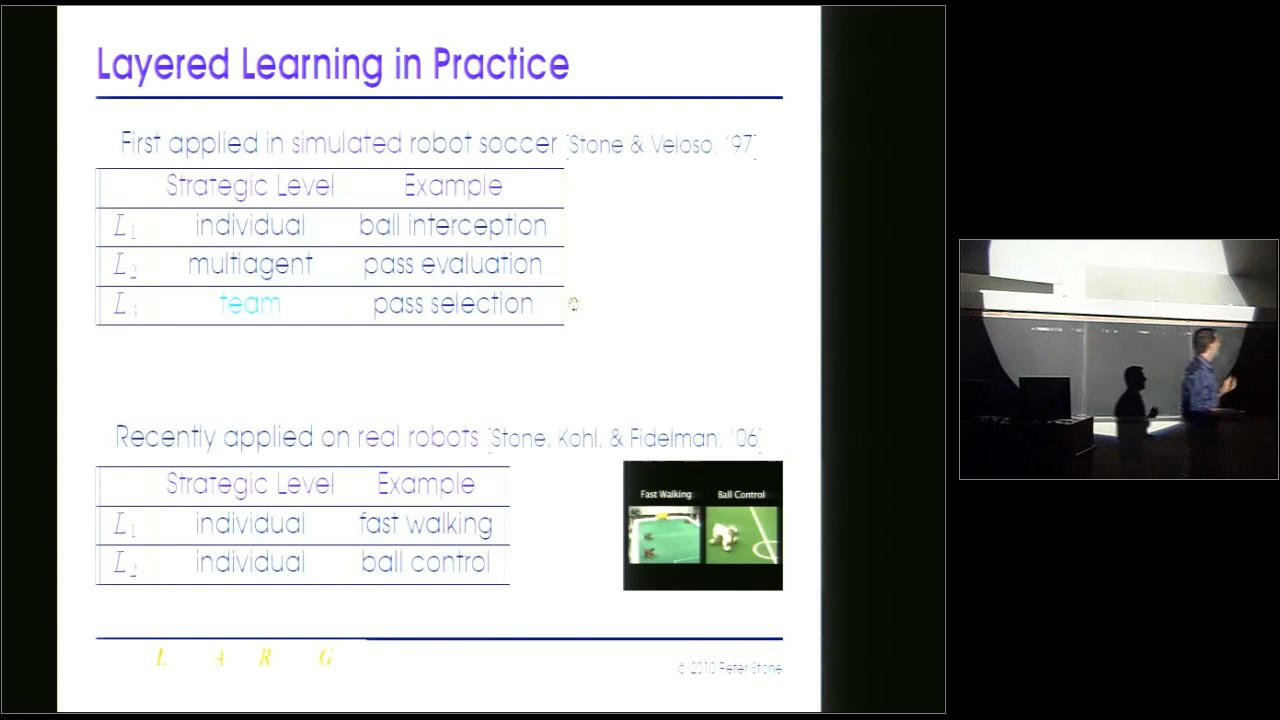 Layered Learning in Practice
First applied in simulated robot soccer [Stone & Veloso, '97]
Strategic Level Example
L1 individual ball interception
L2 multiagent pass evaluation
L3 team pass selection
Recently applied on real robots [Stone, Kohl, & Fidelman, '06]
Strategic Level Example
L1 individual fast walking
L2 individual ball control
Fast Walking Ball Control
L A R G
© 2010 Peter Stone